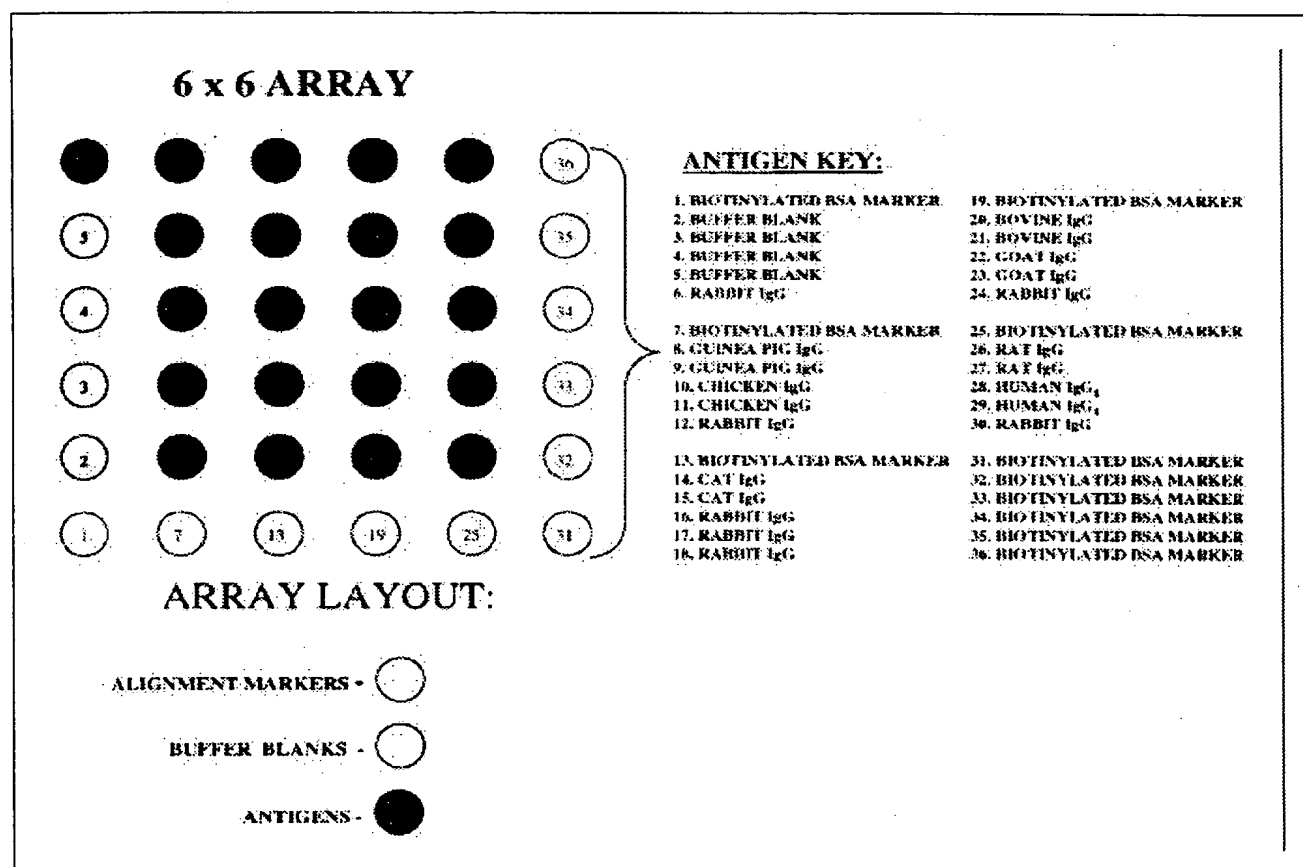 6 x 6 ARRAY
36
5 35
4 34
3 33
2 32
1 7 13 19 25 31
ARRAY LAYOUT:
ALIGNMENT MARKERS -
BUFFER BLANKS -
ANTIGENS -
ANTIGEN KEY:
1. BIOTINYLATED BSA MARKER
2. BUFFER BLANK
3. BUFFER BLANK
4. BUFFER BLANK
5. BUFFER BLANK
6. RABBIT IgG
7. BIOTINYLATED BSA MARKER
8. GUINEA PIG IgG
9. GUINEA PIG IgG
10. CHICKEN IgG
11. CHICKEN IgG
12. RABBIT IgG
13. BIOTINYLATED BSA MARKER
14. CAT IgG
15. CAT IgG
16. RABBIT IgG
17. RABBIT IgG
18. RABBIT IgG
19. BIOTINYLATED BSA MARKER
20. BOVINE IgG
21. BOVINE IgG
22. GOAT IgG
23. GOAT IgG
24. RABBIT IgG
25. BIOTINYLATED BSA MARKER
26. RAT IgG
27. RAT IgG
28. HUMAN IgG₄
29. HUMAN IgG₄
30. RABBIT IgG
31. BIOTINYLATED BSA MARKER
32. BIOTINYLATED BSA MARKER
33. BIOTINYLATED BSA MARKER
34. BIOTINYLATED BSA MARKER
35. BIOTINYLATED BSA MARKER
36. BIOTINYLATED BSA MARKER